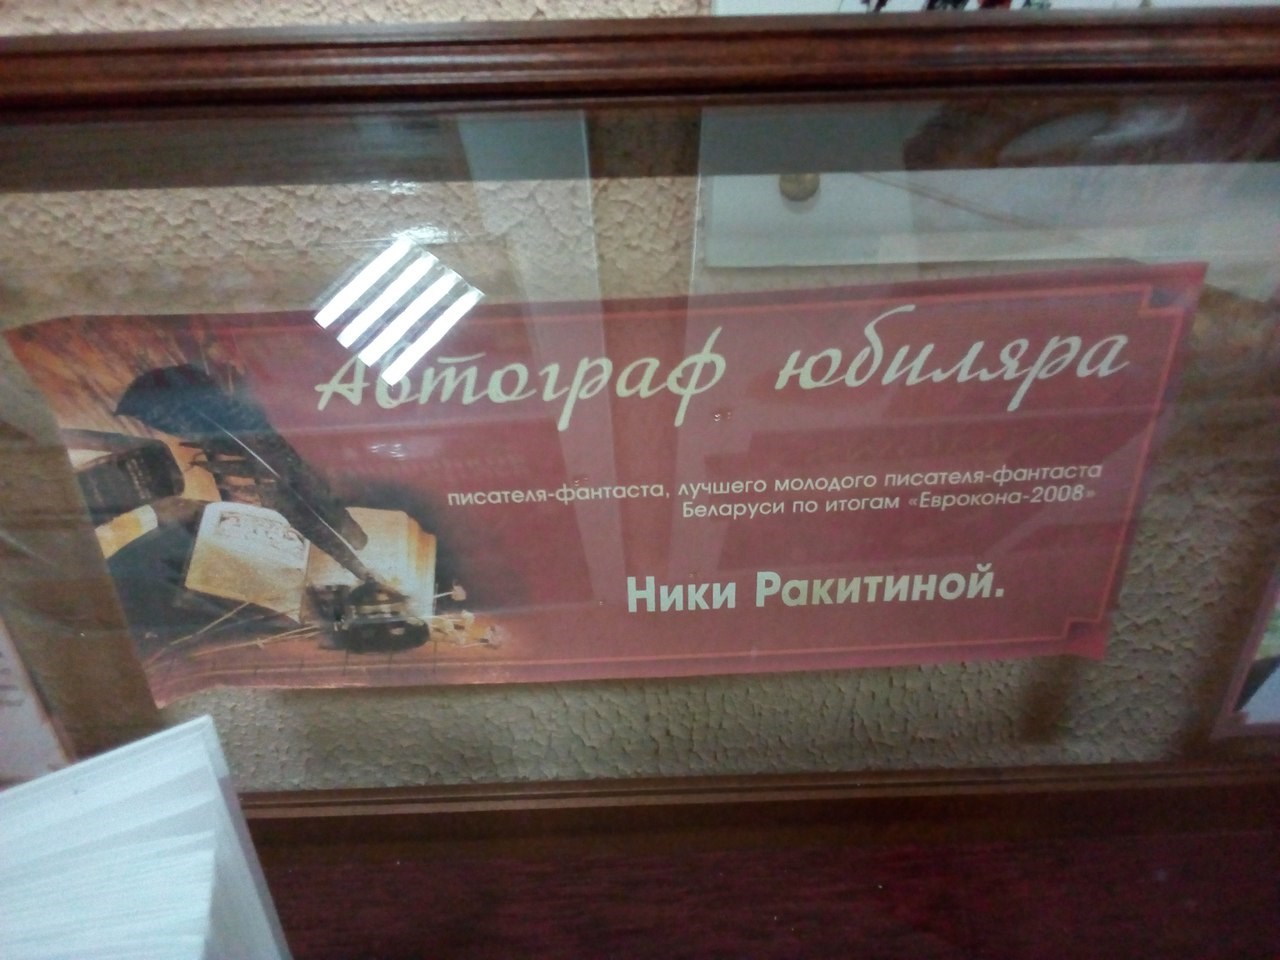 Автограф юбиляра
писателя-фантаста, лучшего молодого писателя-фантаста
Беларуси по итогам «Еврокона-2008»
Ники Ракитиной.